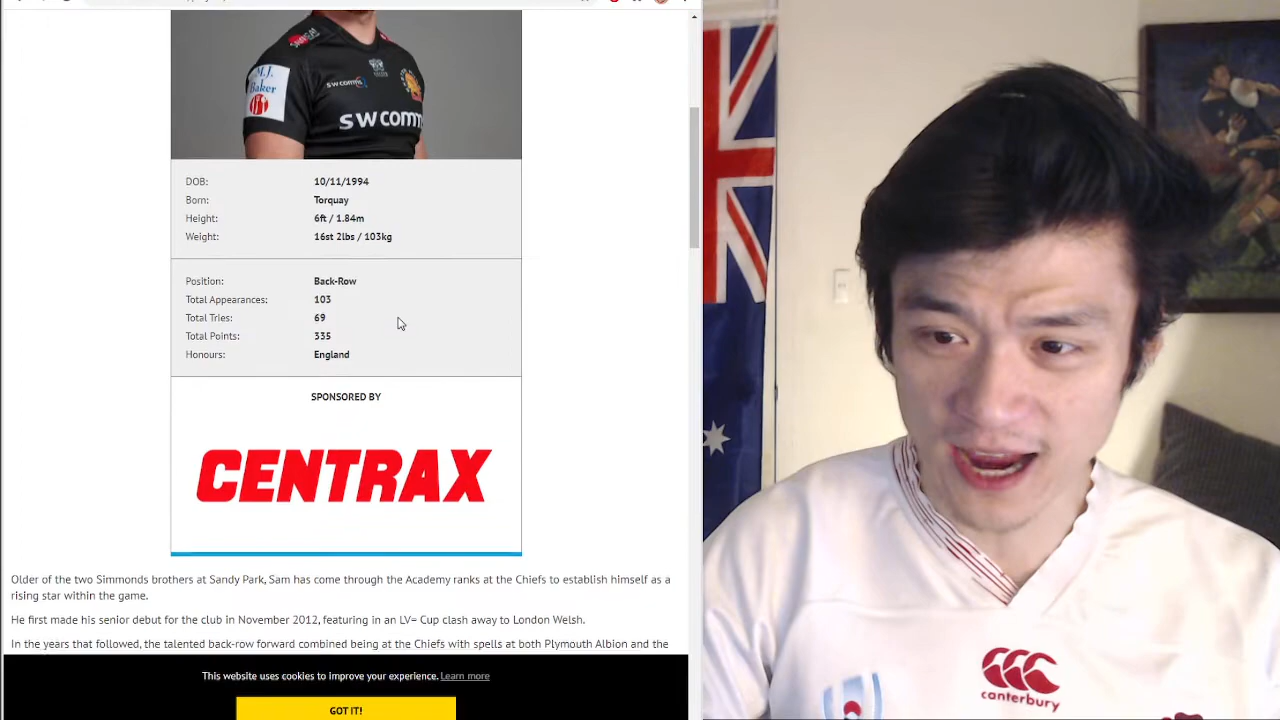 M.J.
Baker
sw comms
sw comm
DOB: 10/11/1994
Born: Torquay
Height: 6ft / 1.84m
Weight: 16st 2lbs / 103kg
Position: Back-Row
Total Appearances: 103
Total Tries: 69
Total Points: 335
Honours: England
SPONSORED BY
CENTRAX
Older of the two Simmonds brothers at Sandy Park, Sam has come through the Academy ranks at the Chiefs to establish himself as a
rising star within the game.
He first made his senior debut for the club in November 2012, featuring in an LV= Cup clash away to London Welsh.
In the years that followed, the talented back-row forward combined being at the Chiefs with spells at both Plymouth Albion and the
This website uses cookies to improve your experience. Learn more
GOT IT!
canterbury